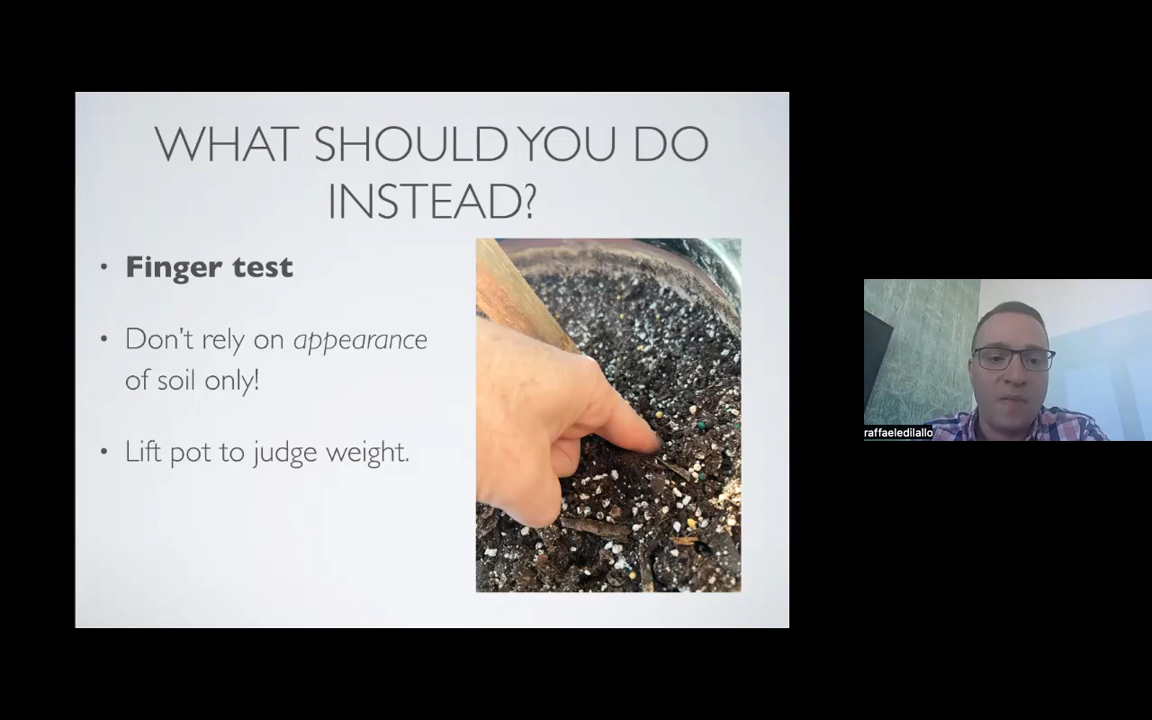 WHAT SHOULD YOU DO
INSTEAD?
• Finger test
• Don't rely on appearance
of soil only!
• Lift pot to judge weight.
raffaeledilallo